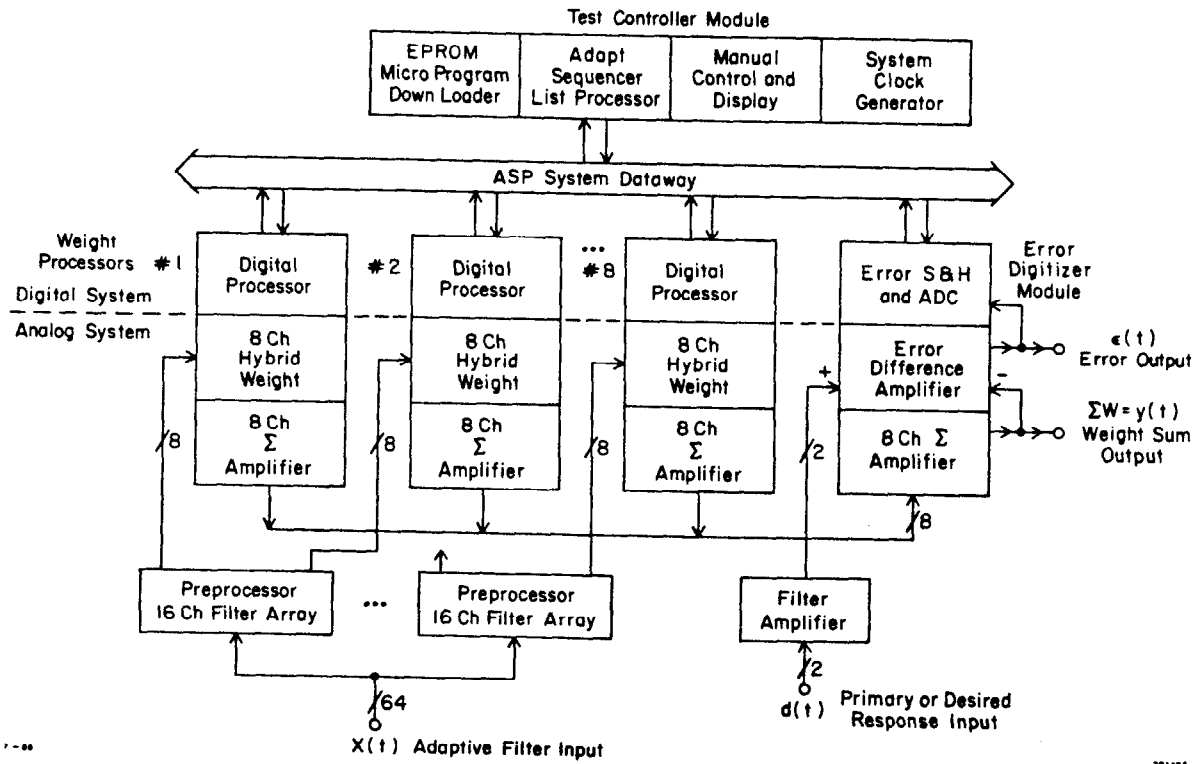 Test Controller Module
EPROM
Micro Program
Down Loader
Adapt
Sequencer
List Processor
Manual
Control and
Display
System
Clock
Generator
ASP System Dataway
Weight
Processors #1
Digital System
Analog System
Digital
Processor
8 Ch
Hybrid
Weight
8 Ch
Σ
Amplifier
#2
Digital
Processor
8 Ch
Hybrid
Weight
8 Ch
Σ
Amplifier
...
#8
Digital
Processor
8 Ch
Hybrid
Weight
8 Ch
Σ
Amplifier
Error S&H
and ADC
Error
Difference
Amplifier
8 Ch Σ
Amplifier
Error
Digitizer
Module
ϵ(t)
Error Output
+
-
ΣW = y(t)
Weight Sum
Output
8
8
8
2
8
Preprocessor
16 Ch Filter Array
...
Preprocessor
16 Ch Filter Array
Filter
Amplifier
64
X(t) Adaptive Filter Input
2
d(t) Primary or Desired
Response Input